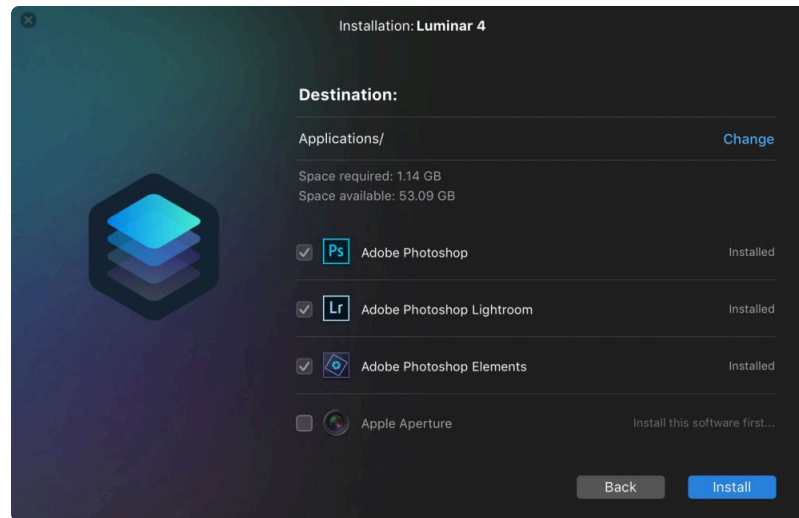 Installation: Luminar 4
Destination:
Applications/ Change
Space required: 1.14 GB
Space available: 53.09 GB
Ps Adobe Photoshop Installed
Lr Adobe Photoshop Lightroom Installed
Adobe Photoshop Elements Installed
Apple Aperture Install this software first...
Back Install